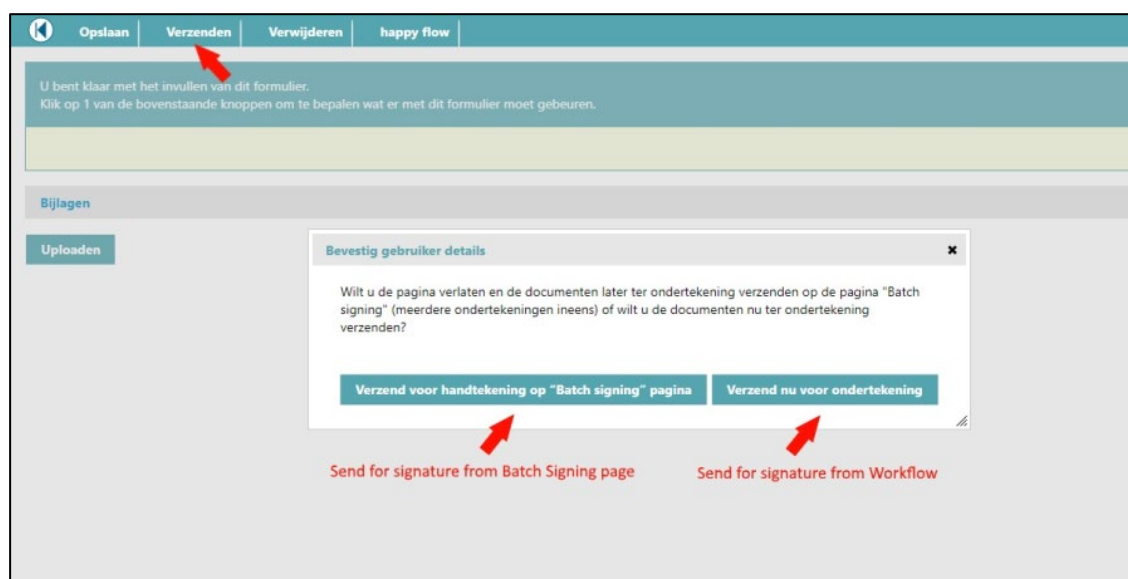 Opslaan Verzenden Verwijderen happy flow
U bent klaar met het invullen van dit formulier.
Klik op 1 van de bovenstaande knoppen om te bepalen wat er met dit formulier moet gebeuren.
Bijlagen
Uploaden
Bevestig gebruiker details
Wilt u de pagina verlaten en de documenten later ter ondertekening verzenden op de pagina "Batch
signing" (meerdere ondertekeningen ineens) of wilt u de documenten nu ter ondertekening
verzenden?
Verzend voor handtekening op "Batch signing" pagina Verzend nu voor ondertekening
Send for signature from Batch Signing page Send for signature from Workflow